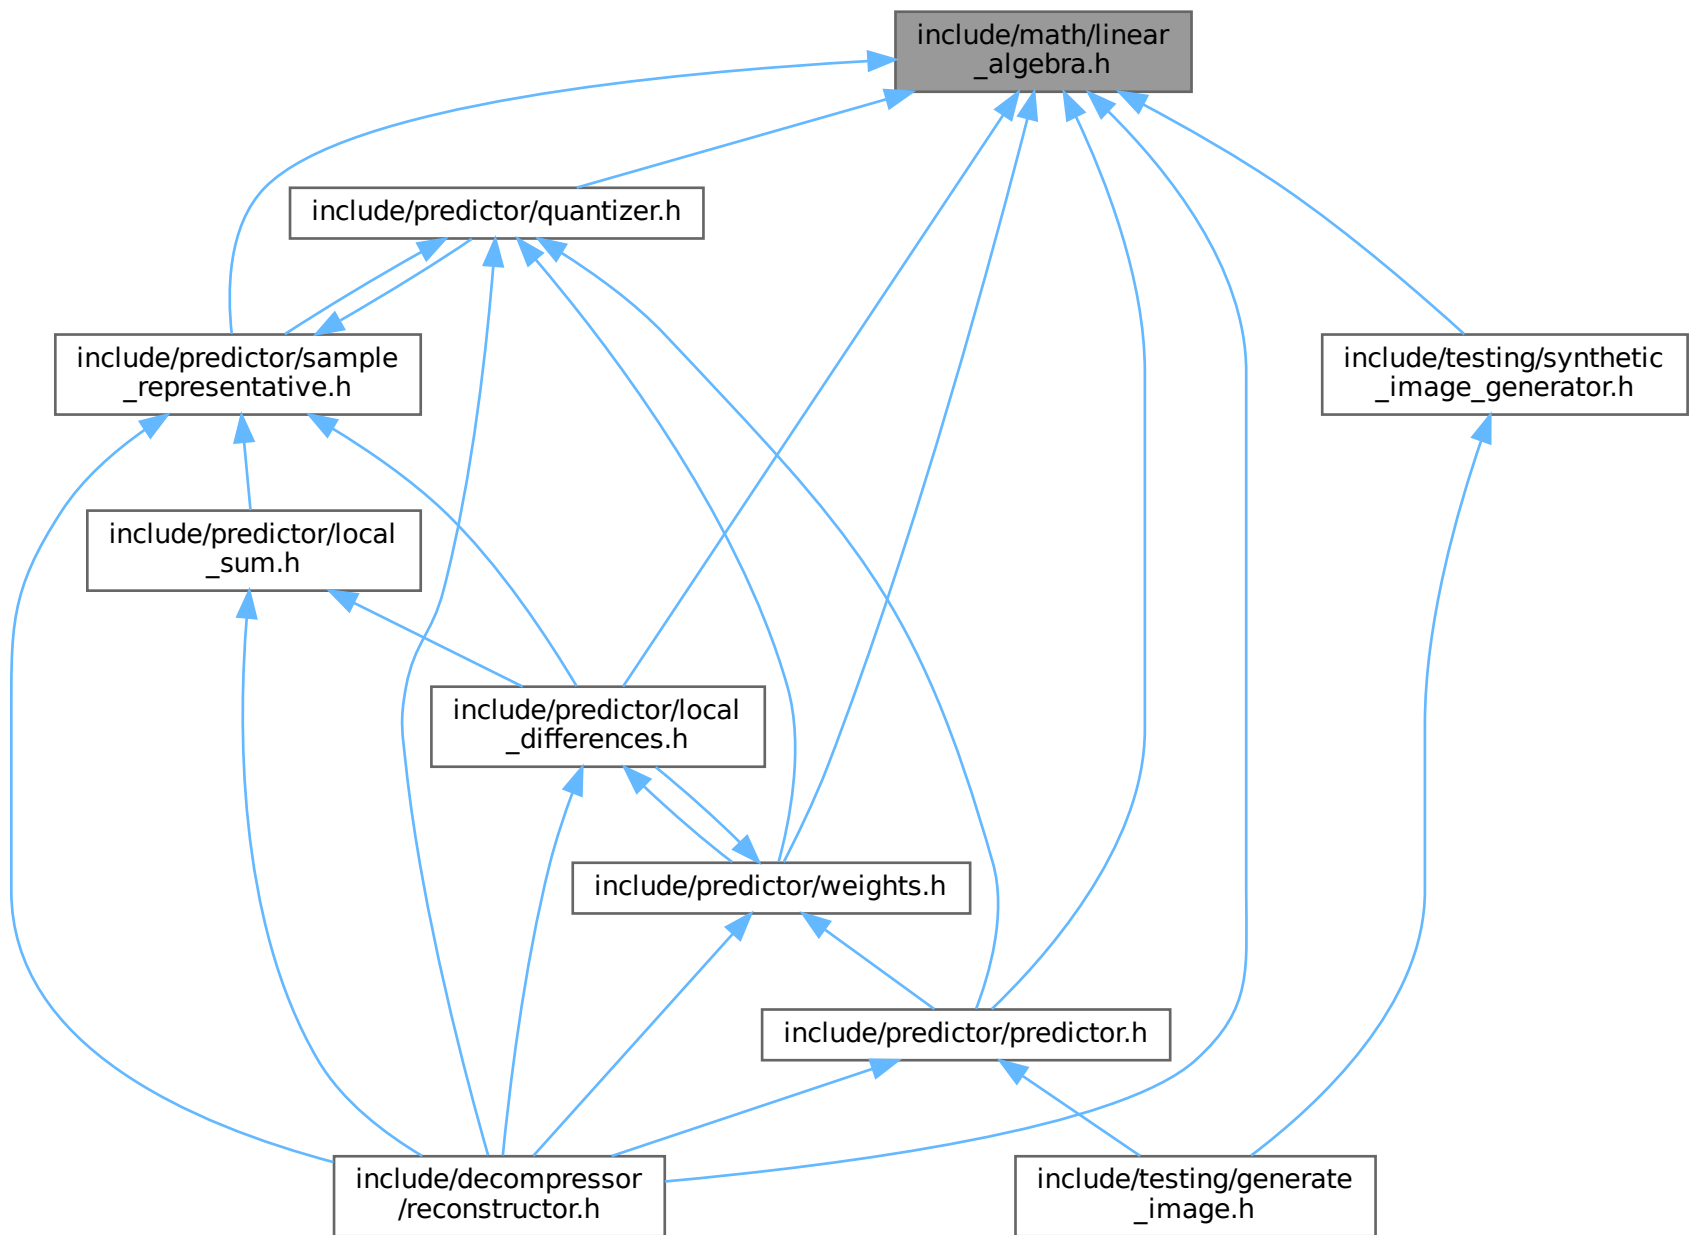 include/math/linear
_algebra.h
include/predictor/quantizer.h
include/predictor/sample
_representative.h
include/testing/synthetic
_image_generator.h
include/predictor/local
_sum.h
include/predictor/local
_differences.h
include/predictor/weights.h
include/predictor/predictor.h
include/decompressor
/reconstructor.h
include/testing/generate
_image.h